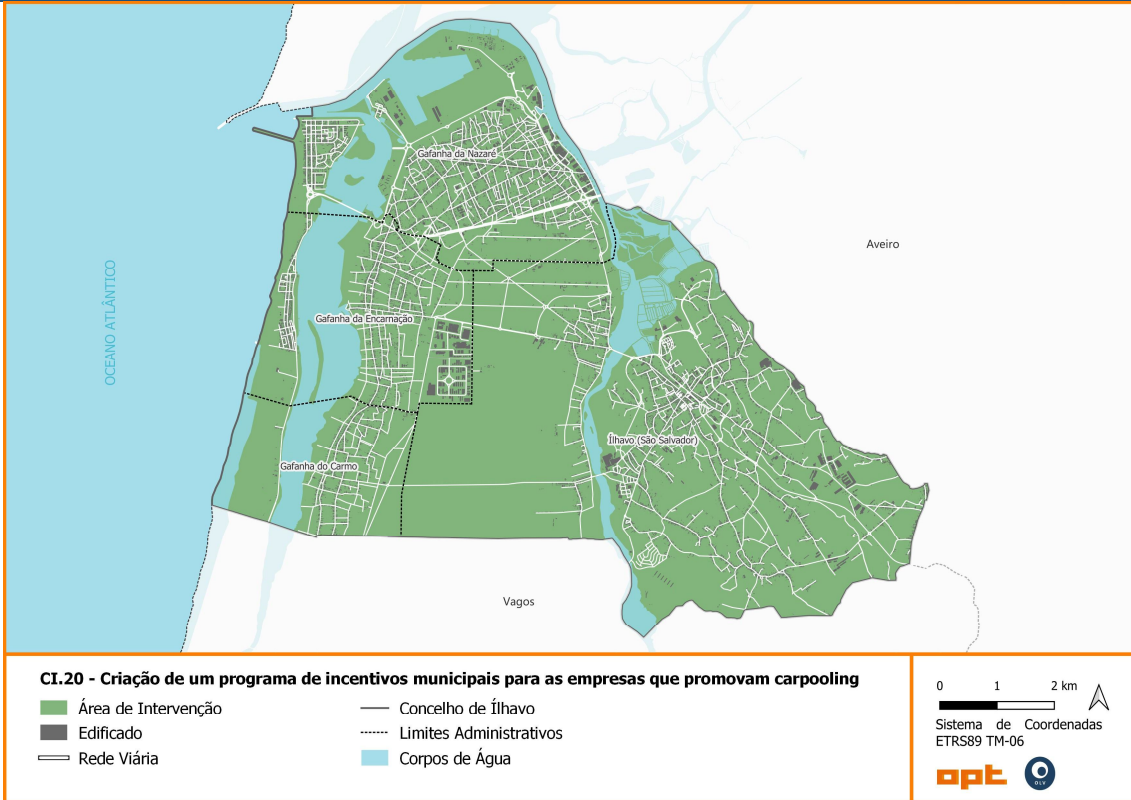 Gafanha da Nazaré
Aveiro
OCEANO ATLÂNTICO
Gafanha da Encarnação
Ílhavo (São Salvador)
Gafanha do Carmo
Vagos
CI.20 - Criação de um programa de incentivos municipais para as empresas que promovam carpooling
Área de Intervenção
Edificado
Rede Viária
Concelho de Ílhavo
Limites Administrativos
Corpos de Água
0 1 2 km
Sistema de Coordenadas
ETRS89 TM-06
opt
OLV